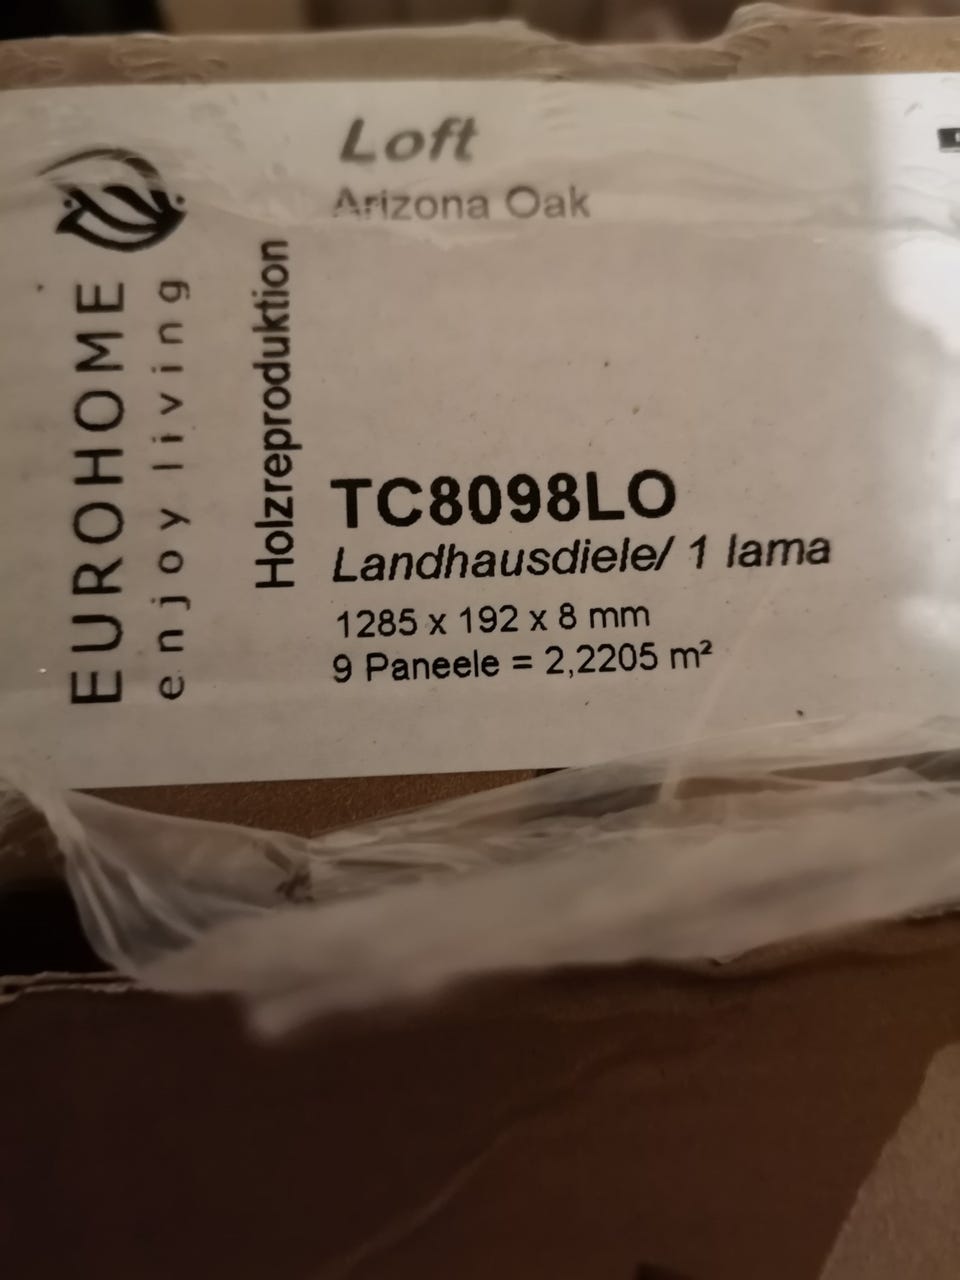 Loft
Arizona Oak
EUROHOME
enjoy living
Holzreproduktion
TC8098LO
Landhausdiele/ 1 lama
1285 x 192 x 8 mm
9 Paneele = 2,2205 m²